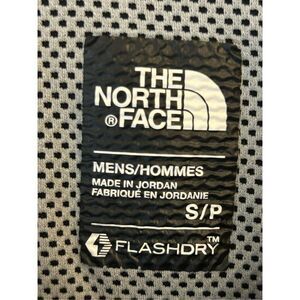 THE
NORTH
® FACE
MENS/HOMMES
MADE IN JORDAN
FABRIQUÉ EN JORDANIE
S/P
FLASHDRY™